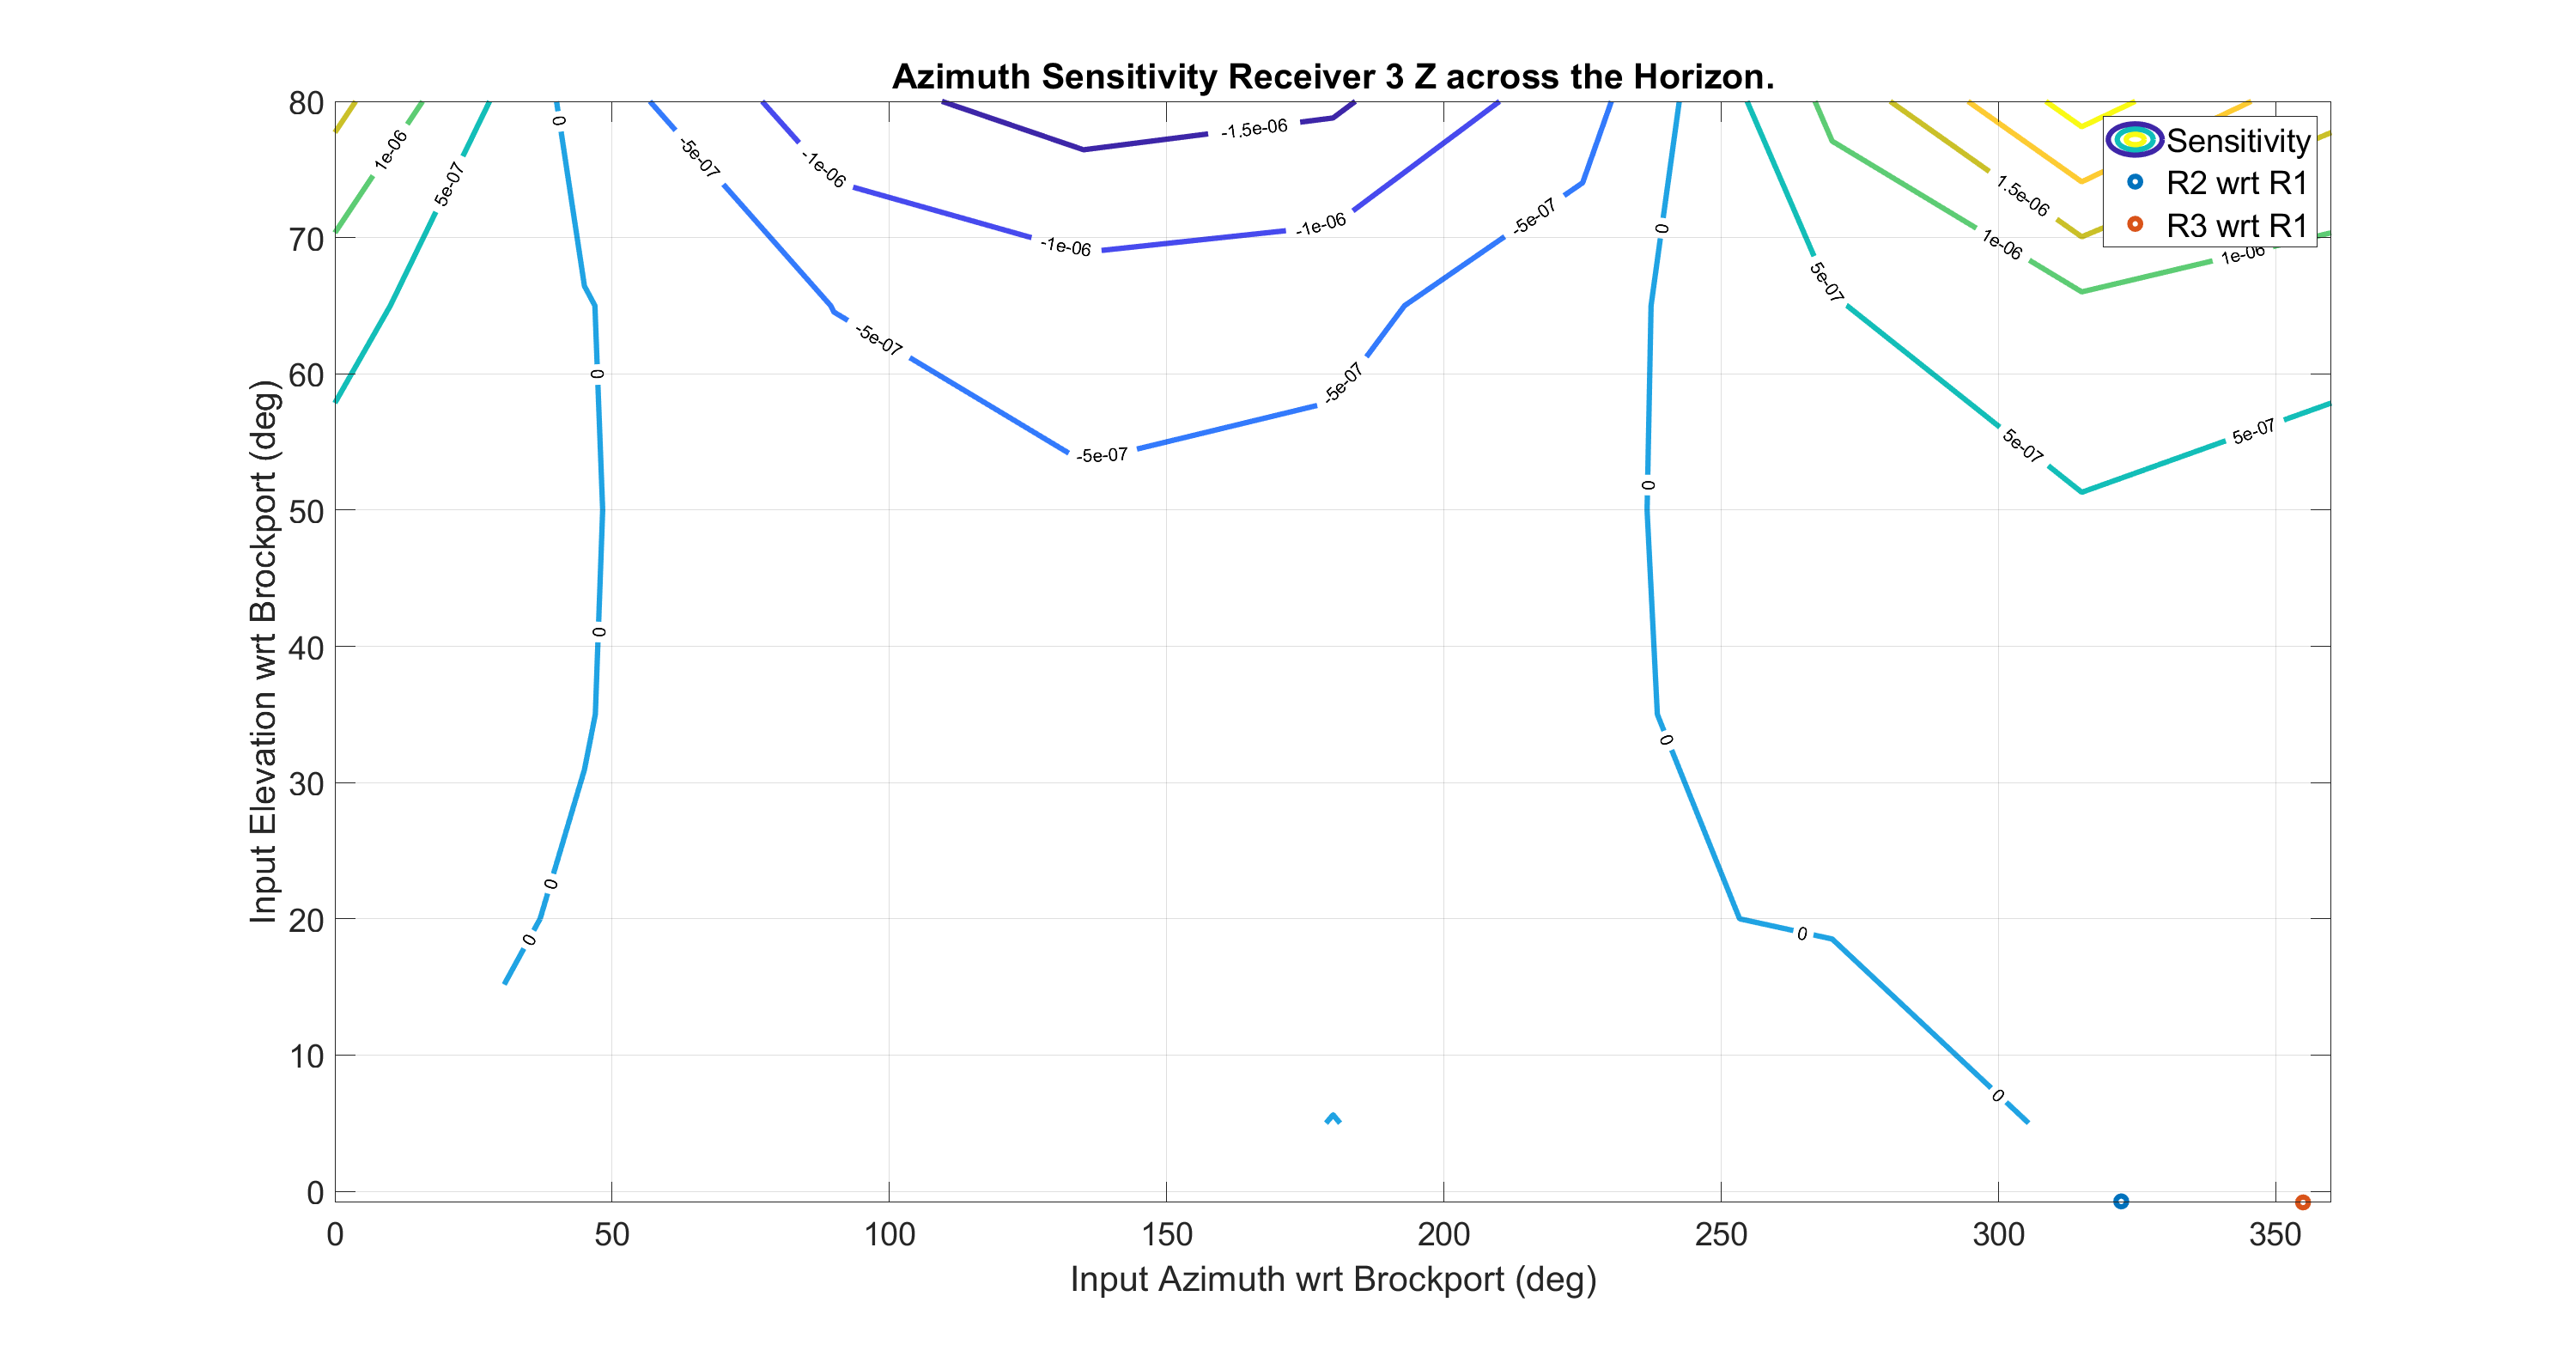 Azimuth Sensitivity Receiver 3 Z across the Horizon.
Input Elevation wrt Brockport (deg)
80
70
60
50
40
30
20
10
0
0
50
100
150
200
250
300
350
Input Azimuth wrt Brockport (deg)
Sensitivity
R2 wrt R1
R3 wrt R1
1e-06
5e-07
0
0
0
0
0
-5e-07
-5e-07
-5e-07
-5e-07
-5e-07
-1e-06
-1e-06
-1e-06
-1.5e-06
0
0
0
0
0
5e-07
5e-07
5e-07
1e-06
1e-06
1.5e-06